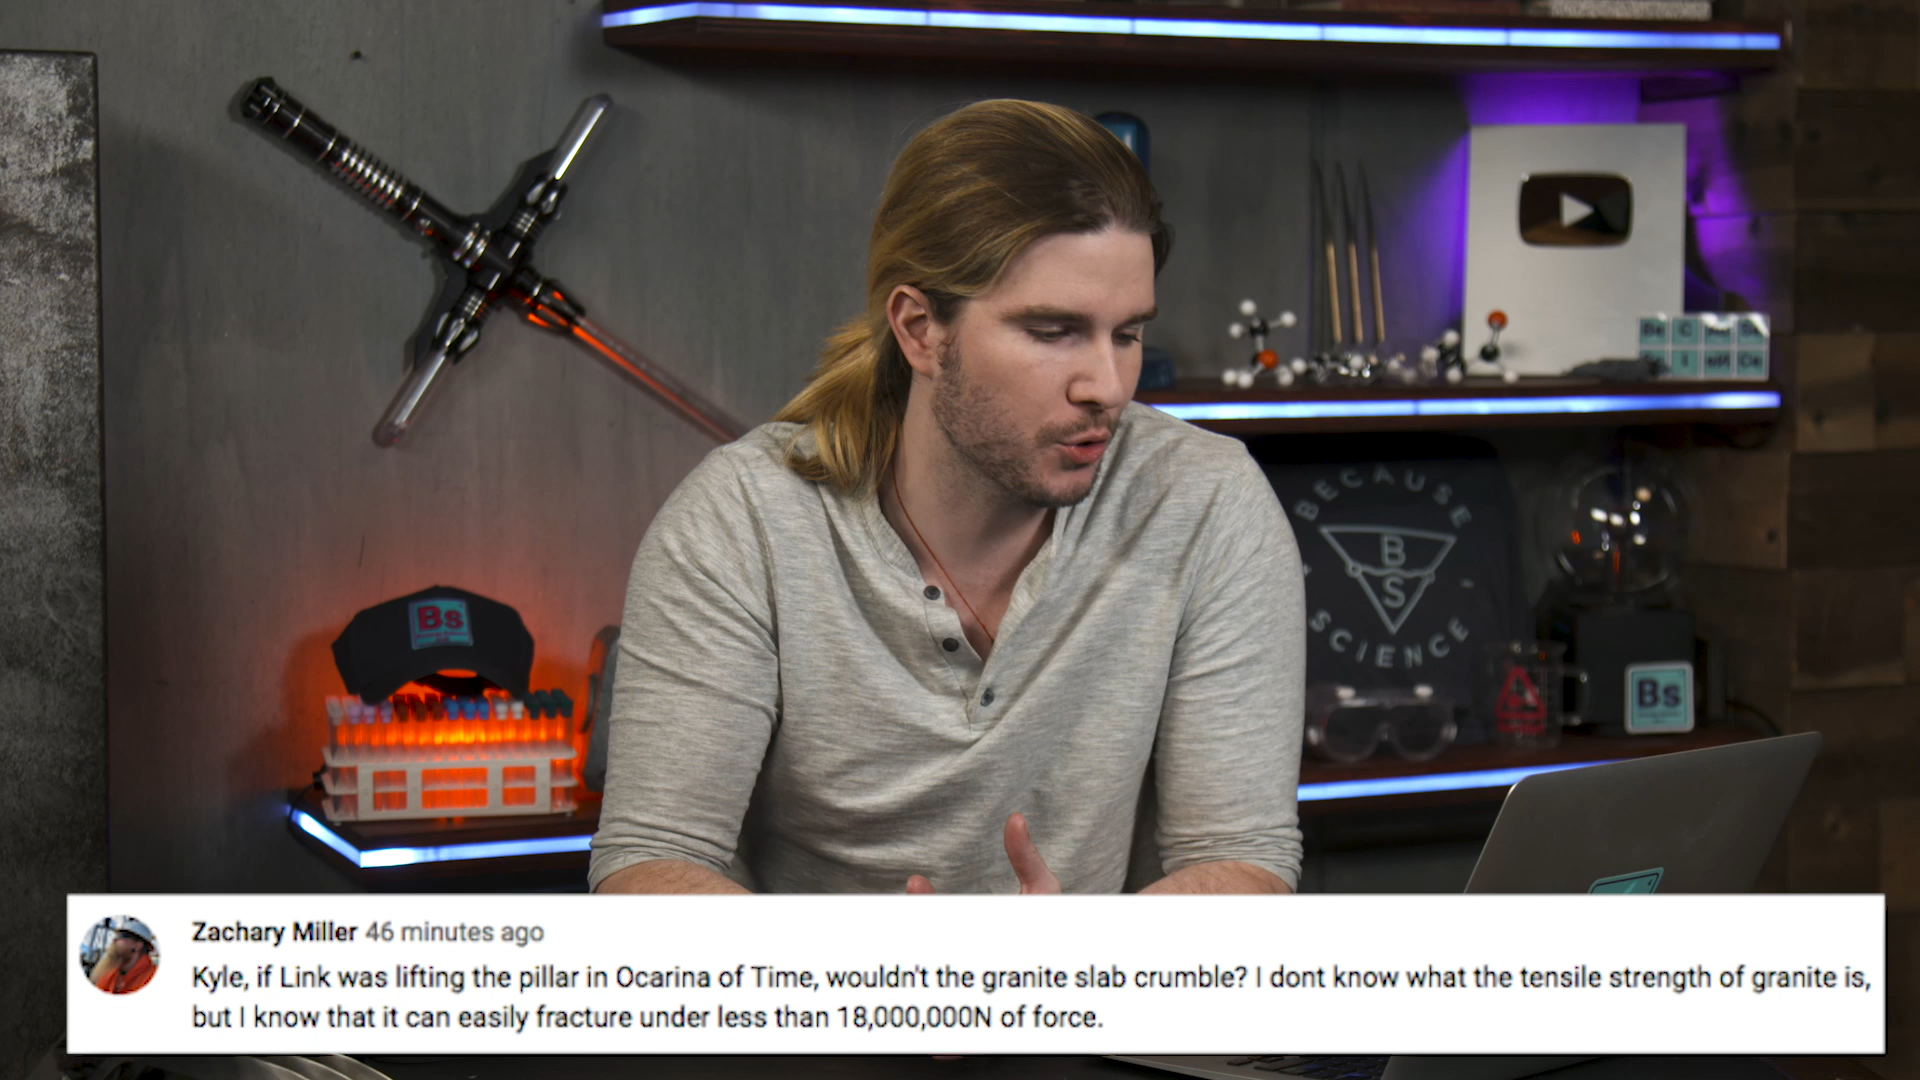 BECAUSE
B
S
SCIENCE
Bs
Bs
Zachary Miller 46 minutes ago
Kyle, if Link was lifting the pillar in Ocarina of Time, wouldn't the granite slab crumble? I dont know what the tensile strength of granite is,
but I know that it can easily fracture under less than 18,000,000N of force.